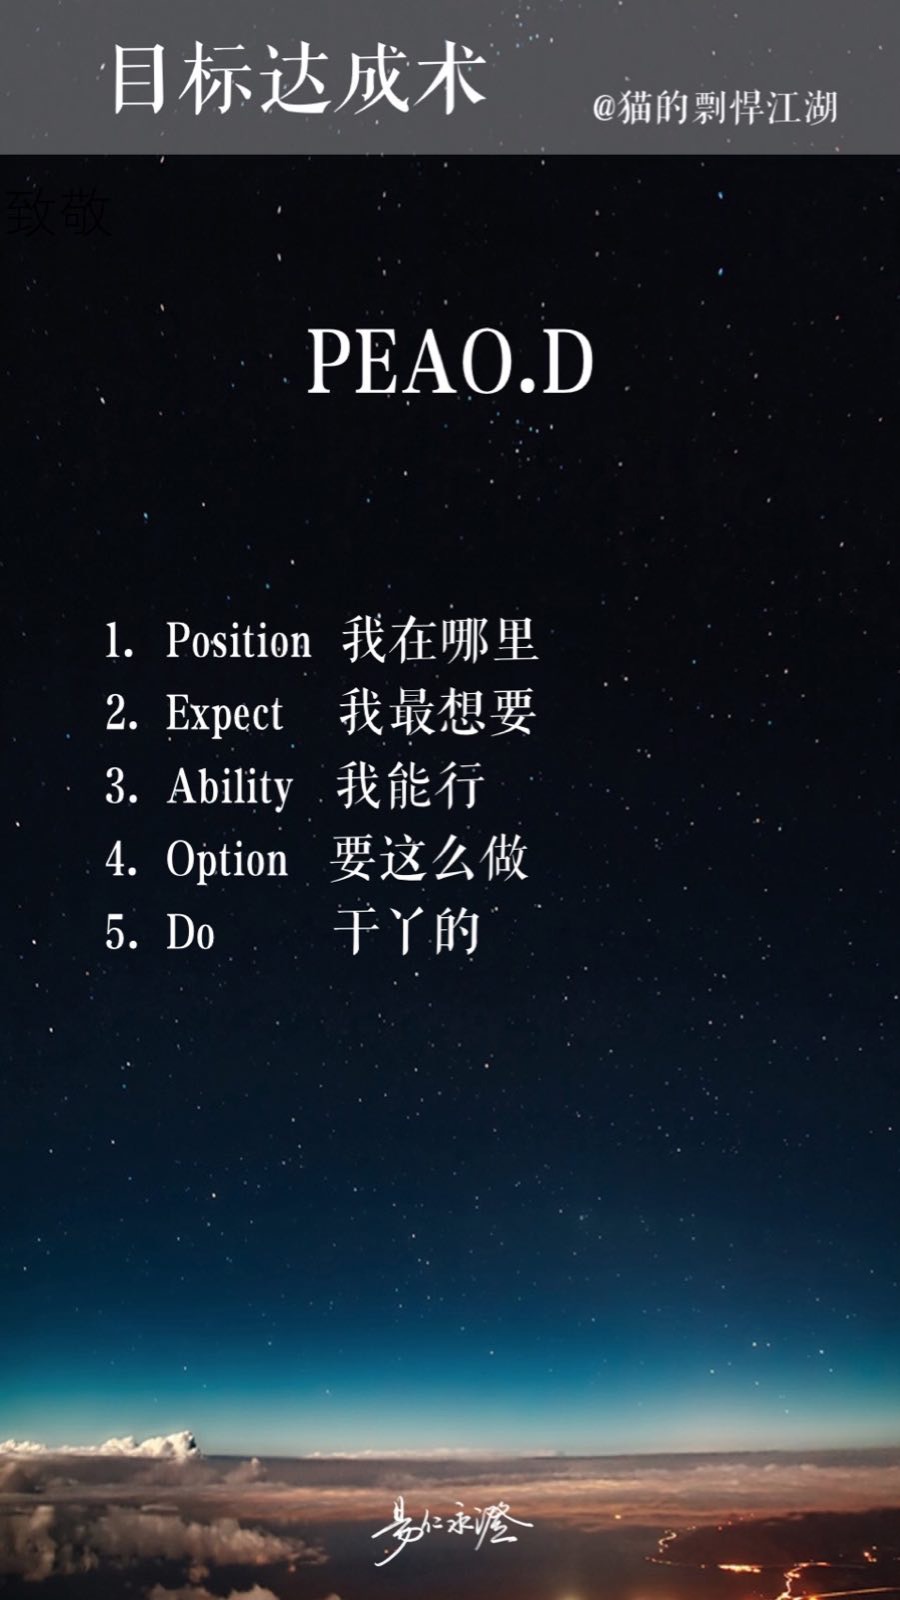 目标达成术
@猫的剽悍江湖
致敬
PEAO.D
1. Position 我在哪里
2. Expect 我最想要
3. Ability 我能行
4. Option 要这么做
5. Do 干丫的
易仁永澄